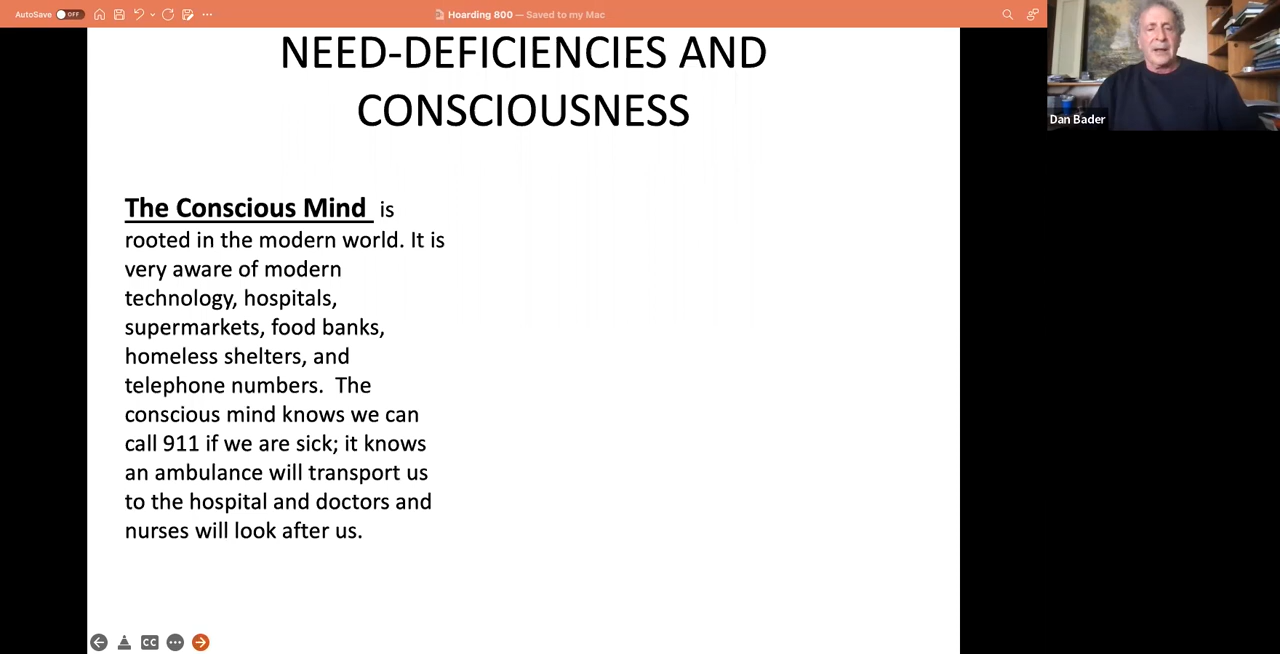 AutoSave OFF
Hoarding 800 — Saved to my Mac
NEED-DEFICIENCIES AND
CONSCIOUSNESS
The Conscious Mind is
rooted in the modern world. It is
very aware of modern
technology, hospitals,
supermarkets, food banks,
homeless shelters, and
telephone numbers.  The
conscious mind knows we can
call 911 if we are sick; it knows
an ambulance will transport us
to the hospital and doctors and
nurses will look after us.
CC
Dan Bader